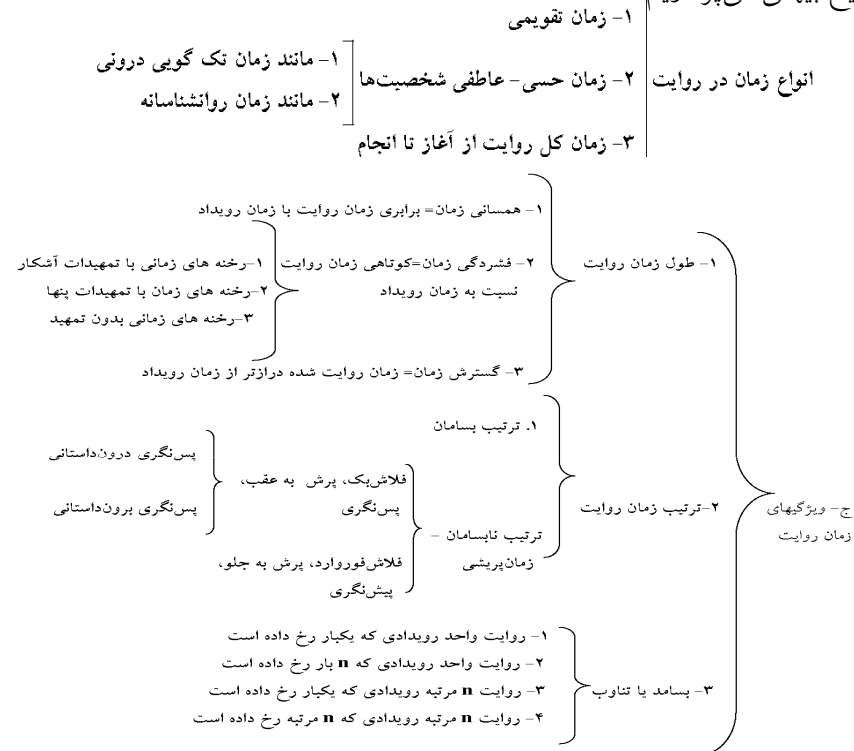 ۱- زمان تقویمی
انواع زمان در روایت
۲- زمان حسی- عاطفی شخصیت‌ها
۱- مانند زمان تک گویی درونی
۲- مانند زمان روانشناسانه
۳- زمان کل روایت از آغاز تا انجام
ج- ویژگیهای
زمان روایت
۱- طول زمان روایت
۱- همسانی زمان= برابری زمان روایت با زمان رویداد
۲- فشردگی زمان=کوتاهی زمان روایت
نسبت به زمان رویداد
۱-رخنه های زمانی با تمهیدات آشکار
۲-رخنه های زمان با تمهیدات پنها
۳-رخنه های زمانی بدون تمهید
۳- گسترش زمان= زمان روایت شده درازتر از زمان رویداد
۲-ترتیب زمان روایت
۱. ترتیب بسامان
ترتیب نابسامان -
زمان‌پریشی
فلاش‌بک، پرش به عقب،
پس‌نگری
پس‌نگری درون‌داستانی
پس‌نگری برون‌داستانی
فلاش‌فوروارد، پرش به جلو،
پیش‌نگری
۳- بسامد یا تناوب
۱- روایت واحد رویدادی که یکبار رخ داده است
۲- روایت واحد رویدادی که n بار رخ داده است
۳- روایت n مرتبه رویدادی که یکبار رخ داده است
۴- روایت n مرتبه رویدادی که n مرتبه رخ داده است